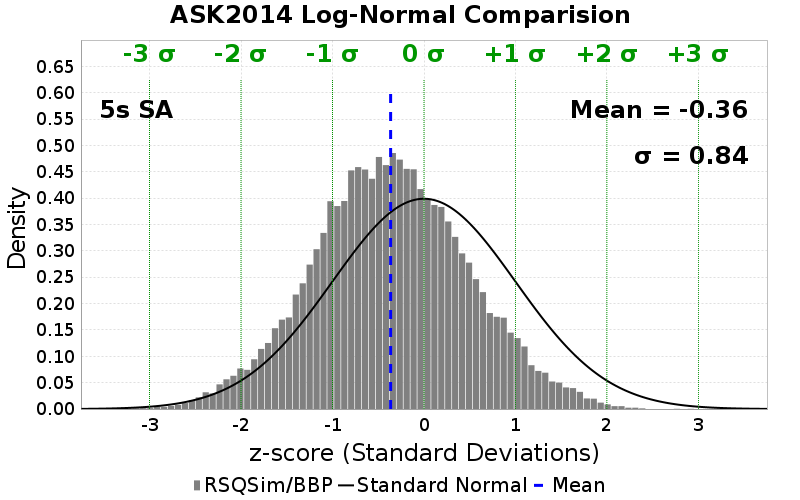 ASK2014 Log-Normal Comparision
-3 σ -2 σ -1 σ 0 σ +1 σ +2 σ +3 σ
5s SA
Mean = -0.36
σ = 0.84
Density
0.65
0.60
0.55
0.50
0.45
0.40
0.35
0.30
0.25
0.20
0.15
0.10
0.05
0.00
-3 -2 -1 0 1 2 3
z-score (Standard Deviations)
RSQSim/BBP Standard Normal Mean